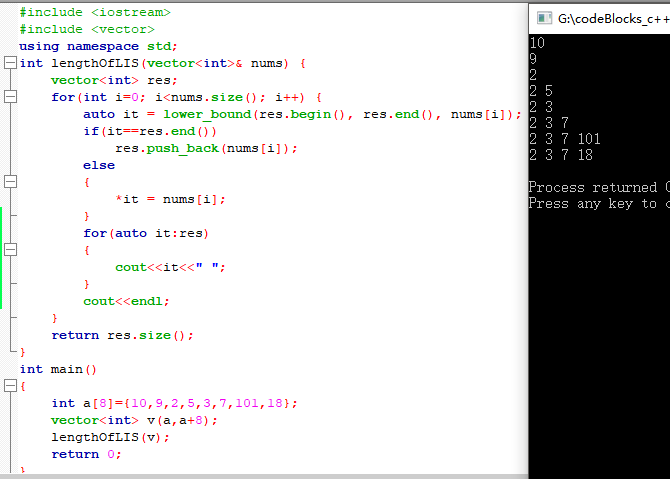 #include <iostream>
#include <vector>
using namespace std;
int lengthOfLIS(vector<int>& nums) {
    vector<int> res;
    for(int i=0; i<nums.size(); i++) {
        auto it = lower_bound(res.begin(), res.end(), nums[i]);
        if(it==res.end())
            res.push_back(nums[i]);
        else
        {
            *it = nums[i];
        }
        for(auto it:res)
        {
            cout<<it<<" ";
        }
        cout<<endl;
    }
    return res.size();
}
int main()
{
    int a[8]={10,9,2,5,3,7,101,18};
    vector<int> v(a,a+8);
    lengthOfLIS(v);
    return 0;
}
G:\codeBlocks_c++
10
9
2
2 5
2 3
2 3 7
2 3 7 101
2 3 7 18
Process returned
Press any key to